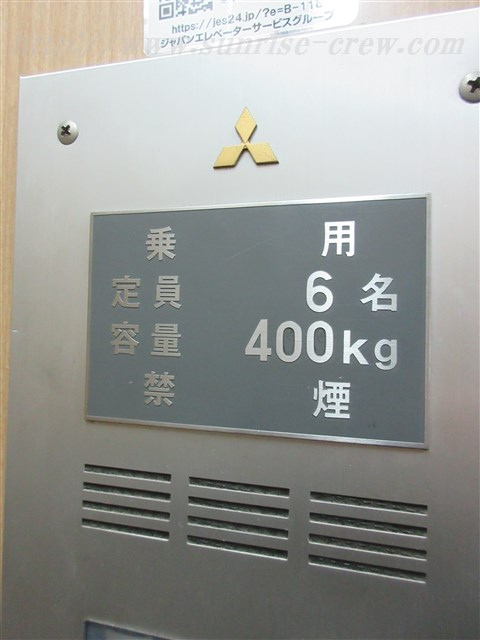 https://jes24.jp/?e=B-118
ジャパンエレベーターサービスグループ
www.sunrise-crew.com
乗 用
定員 6名
容量 400kg
禁 煙